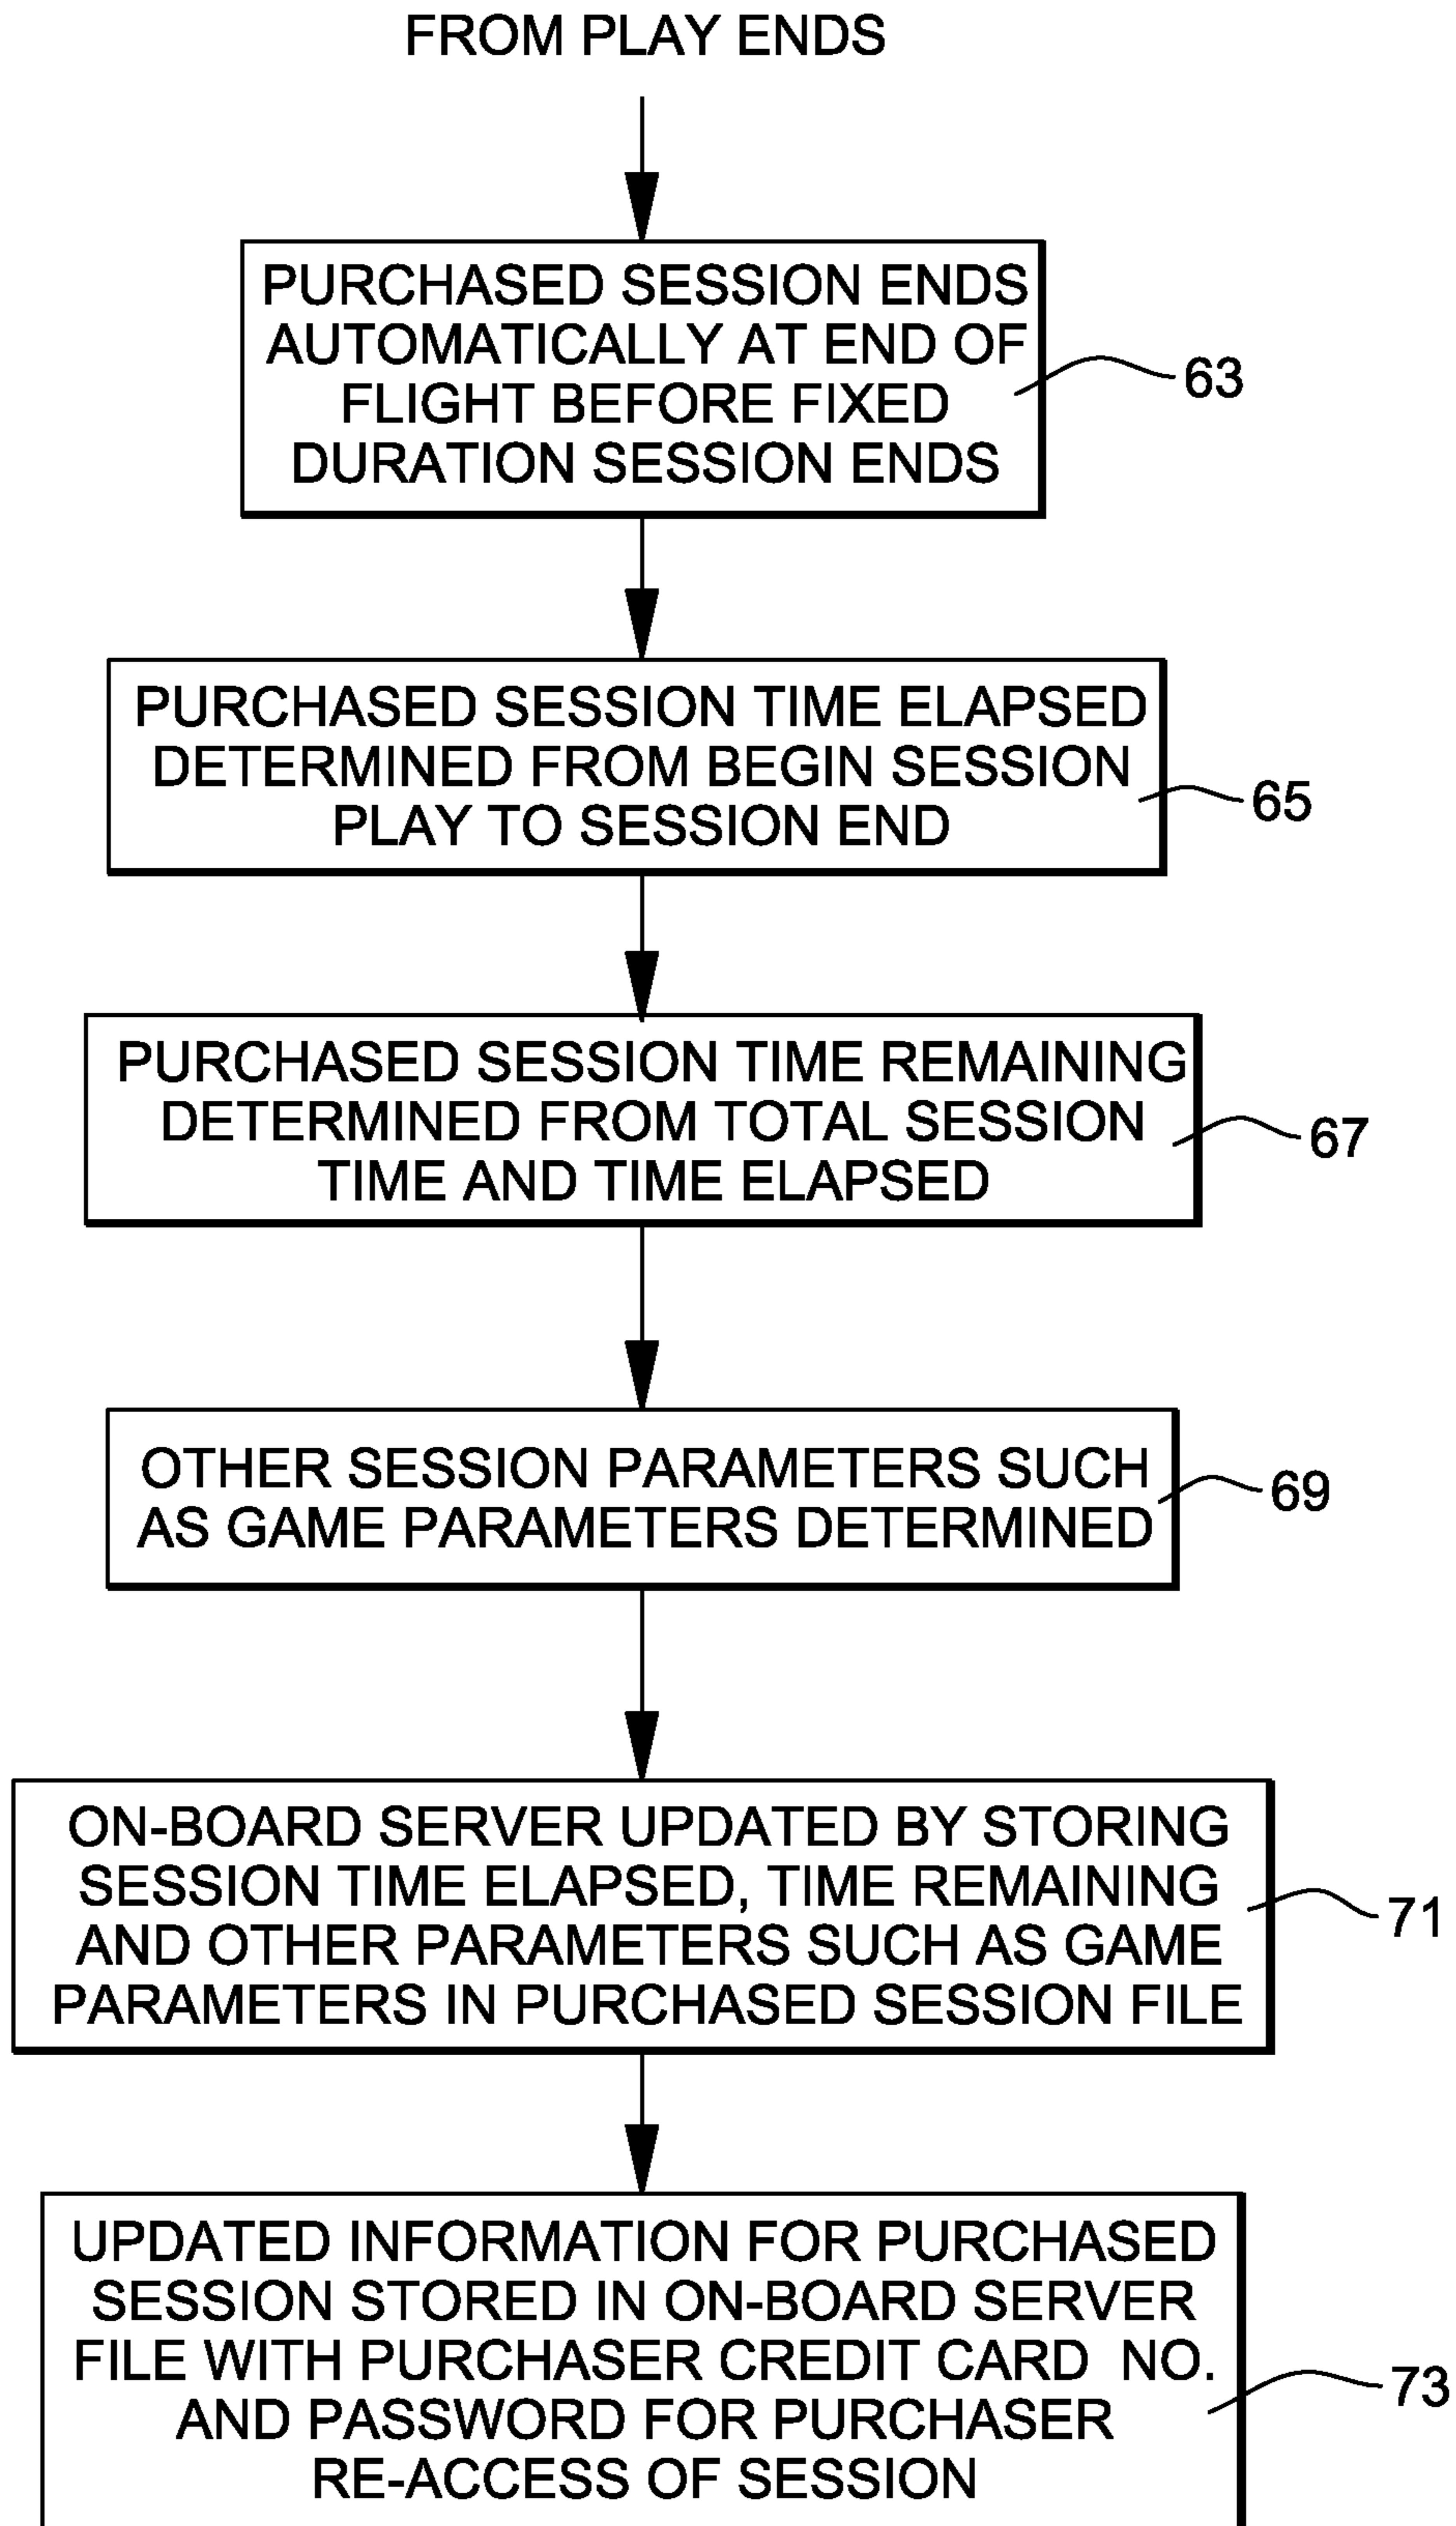 FROM PLAY ENDS
PURCHASED SESSION ENDS
AUTOMATICALLY AT END OF
FLIGHT BEFORE FIXED
DURATION SESSION ENDS
63
PURCHASED SESSION TIME ELAPSED
DETERMINED FROM BEGIN SESSION
PLAY TO SESSION END
65
PURCHASED SESSION TIME REMAINING
DETERMINED FROM TOTAL SESSION
TIME AND TIME ELAPSED
67
OTHER SESSION PARAMETERS SUCH
AS GAME PARAMETERS DETERMINED
69
ON-BOARD SERVER UPDATED BY STORING
SESSION TIME ELAPSED, TIME REMAINING
AND OTHER PARAMETERS SUCH AS GAME
PARAMETERS IN PURCHASED SESSION FILE
71
UPDATED INFORMATION FOR PURCHASED
SESSION STORED IN ON-BOARD SERVER
FILE WITH PURCHASER CREDIT CARD NO.
AND PASSWORD FOR PURCHASER
RE-ACCESS OF SESSION
73